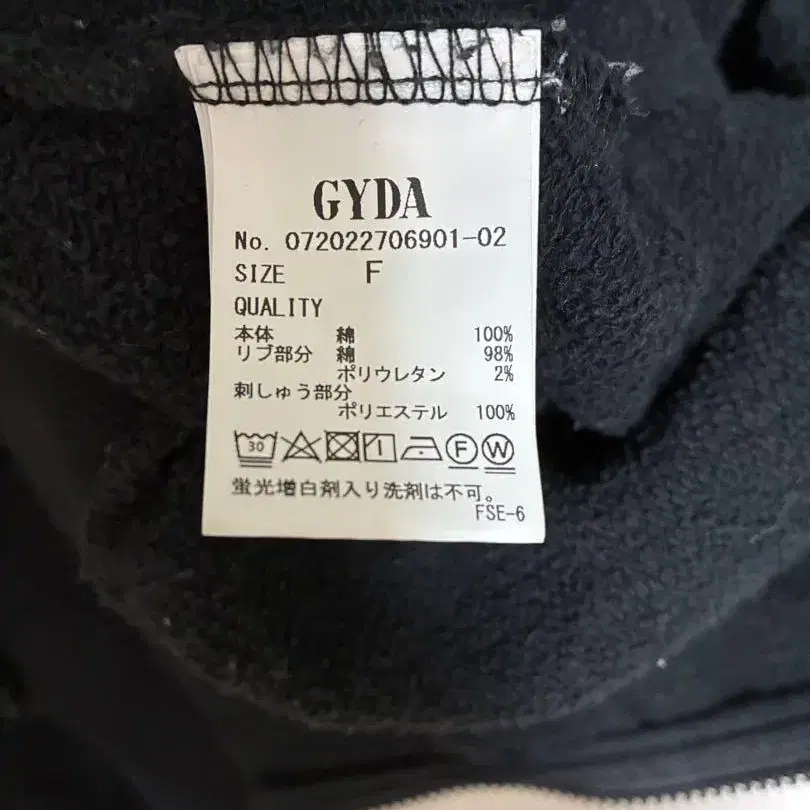 GYDA
No. 072022706901-02
SIZE F
QUALITY
本体 綿 100%
リブ部分 綿 98%
ポリウレタン 2%
刺しゅう部分
ポリエステル 100%
30 F W
蛍光増白剤入り洗剤は不可。
FSE-6